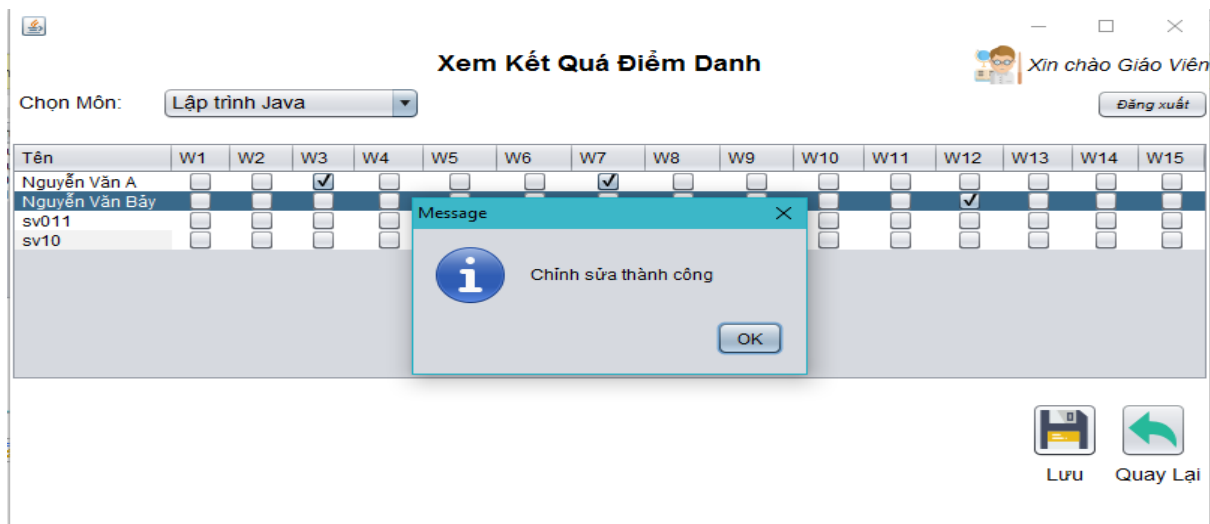 Xem Kết Quả Điểm Danh
Xin chào Giáo Viên
Chọn Môn: Lập trình Java
Đăng xuất
Tên W1 W2 W3 W4 W5 W6 W7 W8 W9 W10 W11 W12 W13 W14 W15
Nguyễn Văn A
Nguyễn Văn Bảy
sv011
sv10
Message
Chỉnh sửa thành công
OK
Lưu Quay Lại